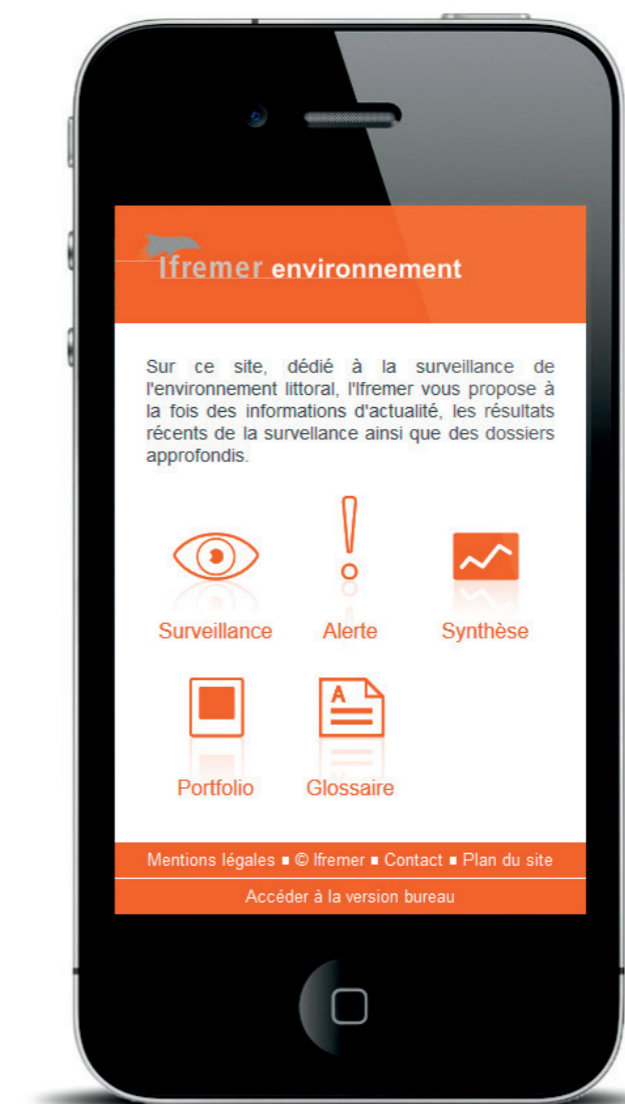 Ifremer environnement
Sur ce site, dédié à la surveillance de
l'environnement littoral, l'Ifremer vous propose à
la fois des informations d'actualité, les résultats
récents de la survellance ainsi que des dossiers
approfondis.
Surveillance Alerte Synthèse
A
Portfolio Glossaire
Mentions légales ▪ © Ifremer ▪ Contact ▪ Plan du site
Accéder à la version bureau